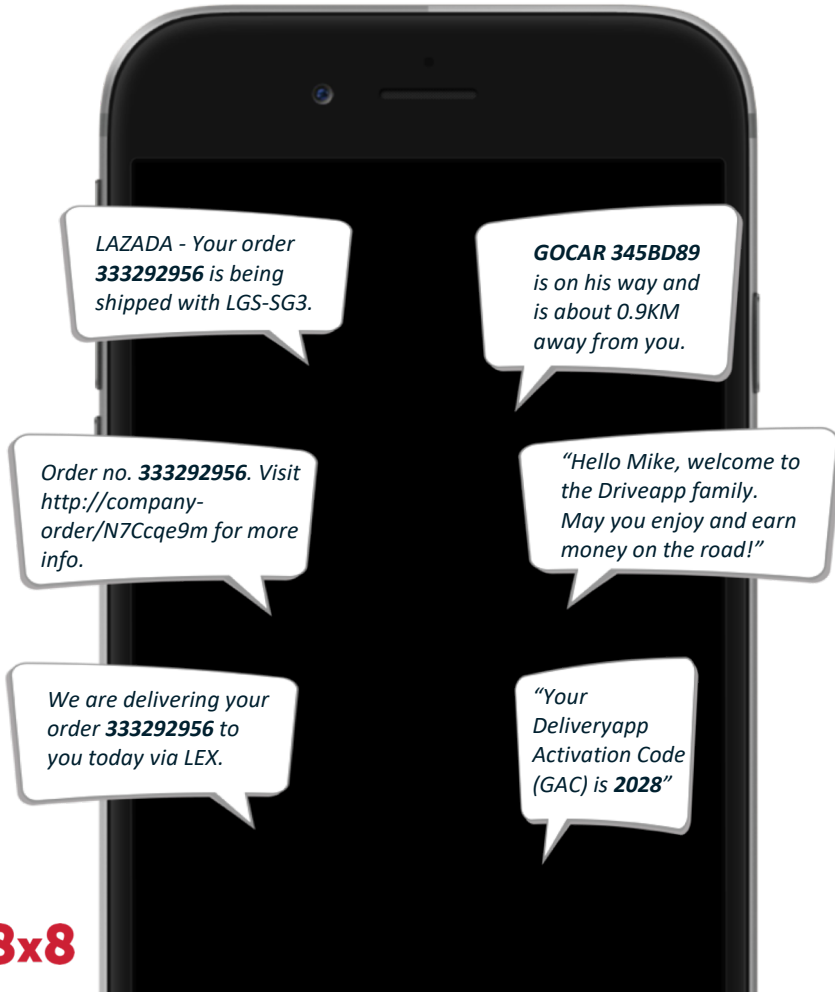 LAZADA - Your order
333292956 is being
shipped with LGS-SG3.
GOCAR 345BD89
is on his way and
is about 0.9KM
away from you.
Order no. 333292956. Visit
http://company-
order/N7Ccqe9m for more
info.
“Hello Mike, welcome to
the Driveapp family.
May you enjoy and earn
money on the road!”
We are delivering your
order 333292956 to
you today via LEX.
“Your
Deliveryapp
Activation Code
(GAC) is 2028”
8x8